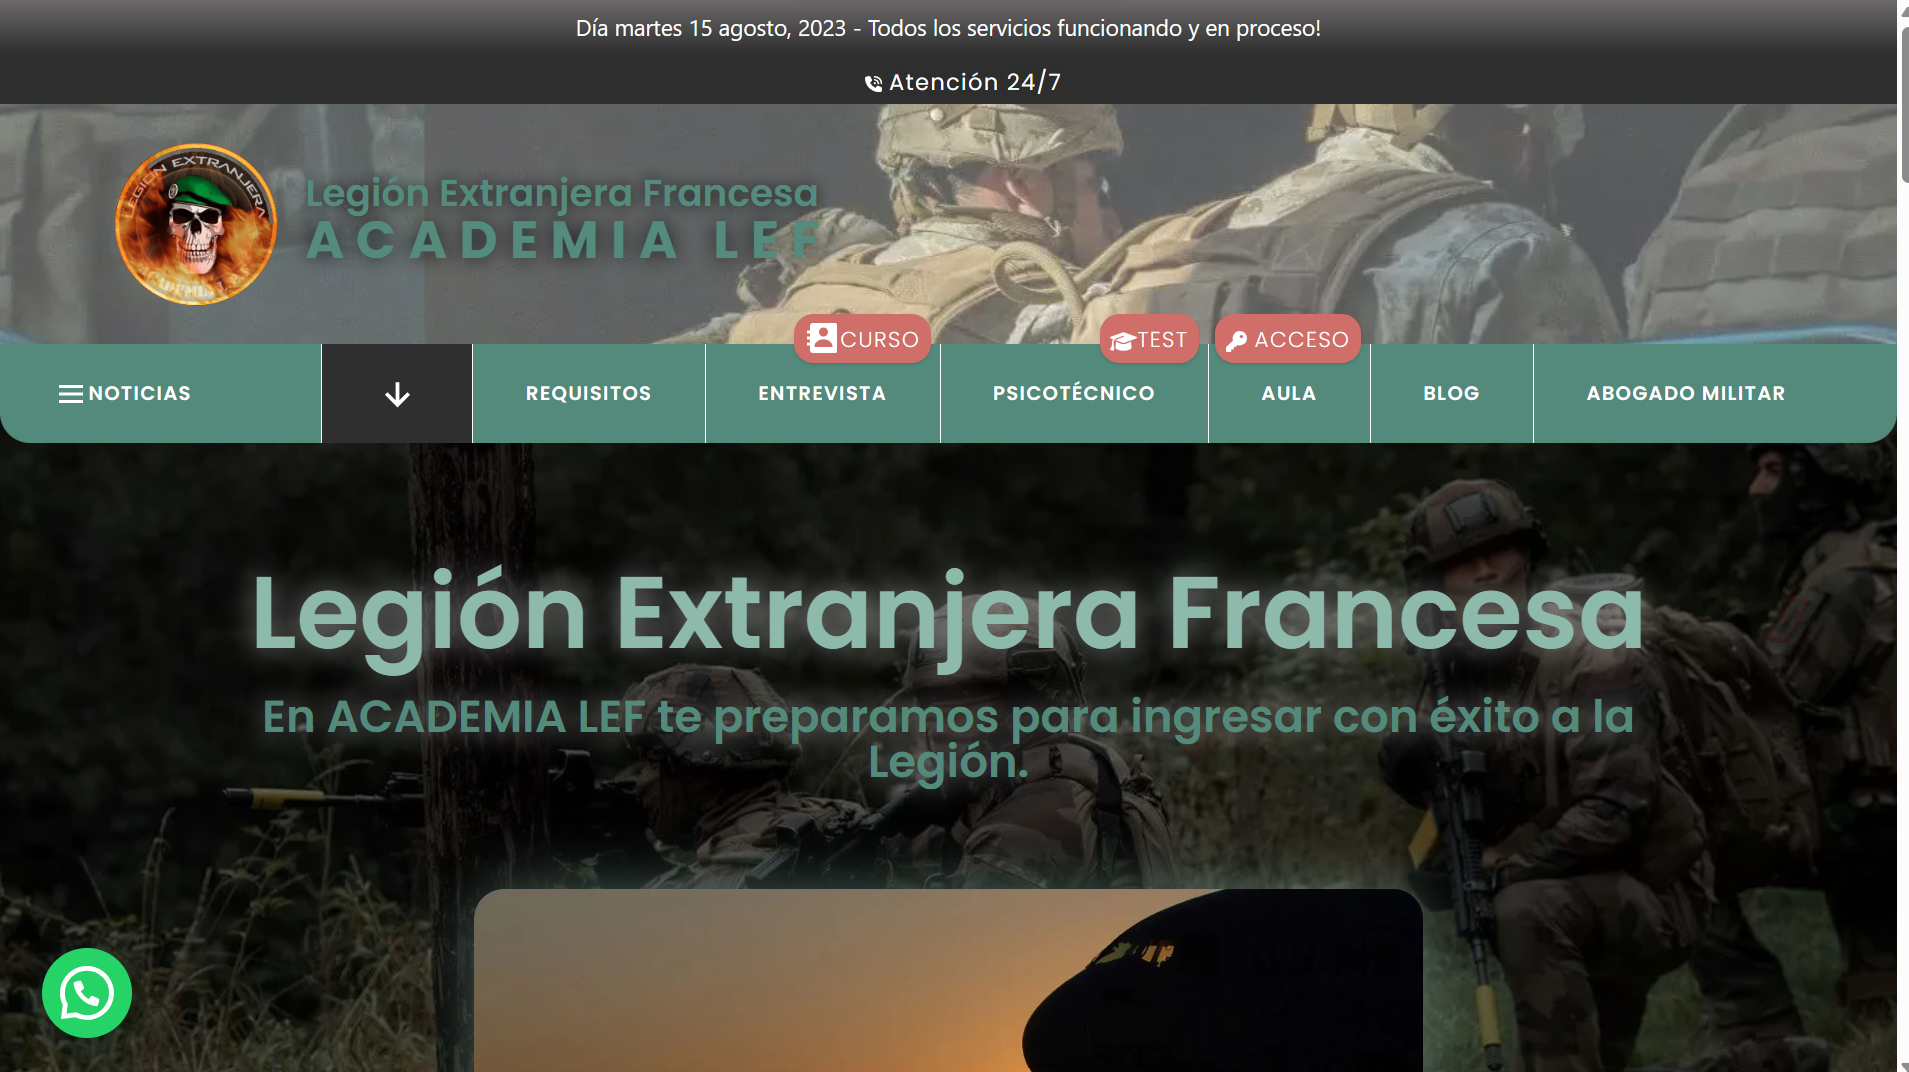 Día martes 15 agosto, 2023 - Todos los servicios funcionando y en proceso!
Atención 24/7
LEGION EXTRANJERA
Legión Extranjera Francesa
ACADEMIA LEF
CURSO
TEST
ACCESO
NOTICIAS
REQUISITOS
ENTREVISTA
PSICOTÉCNICO
AULA
BLOG
ABOGADO MILITAR
Legión Extranjera Francesa
En ACADEMIA LEF te preparamos para ingresar con éxito a la
Legión.